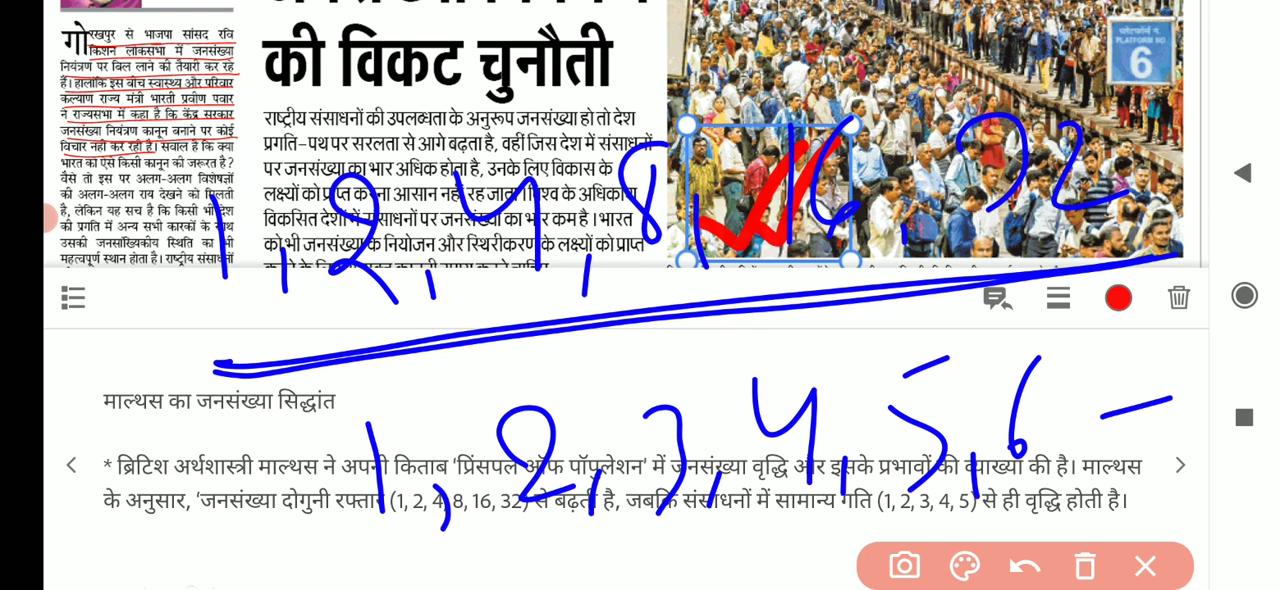 की विकट चुनौती
गोरखपुर से भाजपा सांसद रवि
किशन लोकसभा में जनसंख्या
नियंत्रण पर बिल लाने की तैयारी कर रहे
हैं। हालांकि इस बीच स्वास्थ्य और परिवार
कल्याण राज्य मंत्री भारती प्रवीण पवार
ने राज्यसभा में कहा है कि केंद्र सरकार
जनसंख्या नियंत्रण कानून बनाने पर कोई
विचार नहीं कर रही है। सवाल है कि क्या
भारत को ऐसे किसी कानून की जरूरत है?
वैसे तो इस पर अलग-अलग विशेषज्ञों
की अलग-अलग राय देखने को मिलती
है, लेकिन यह सच है कि किसी भी देश
की प्रगति में अन्य सभी कारकों के साथ
उसकी जनसांख्यिकीय स्थिति का भी
महत्वपूर्ण स्थान होता है। राष्ट्रीय संसाधनों
राष्ट्रीय संसाधनों की उपलब्धता के अनुरूप जनसंख्या हो तो देश
प्रगति-पथ पर सरलता से आगे बढ़ता है, वहीं जिस देश में संसाधनों
पर जनसंख्या का भार अधिक होता है, उनके लिए विकास के
लक्ष्यों को प्राप्त करना आसान नहीं रह जाता। विश्व के अधिकांश
विकसित देशों में संसाधनों पर जनसंख्या का भार कम है। भारत
को भी जनसंख्या के नियोजन और स्थिरीकरण के लक्ष्यों को प्राप्त
प्लेटफार्म नं०
PLATFORM NO
6
1, 2, 4, 8, 16, 32
1, 2, 3, 4, 5, 6 –
माल्थस का जनसंख्या सिद्धांत
* ब्रिटिश अर्थशास्त्री माल्थस ने अपनी किताब 'प्रिंसपल ऑफ पॉपुलेशन' में जनसंख्या वृद्धि और इसके प्रभावों की व्याख्या की है। माल्थस
के अनुसार, 'जनसंख्या दोगुनी रफ्तार (1, 2, 4, 8, 16, 32) से बढ़ती है, जबकि संसाधनों में सामान्य गति (1, 2, 3, 4, 5) से ही वृद्धि होती है।